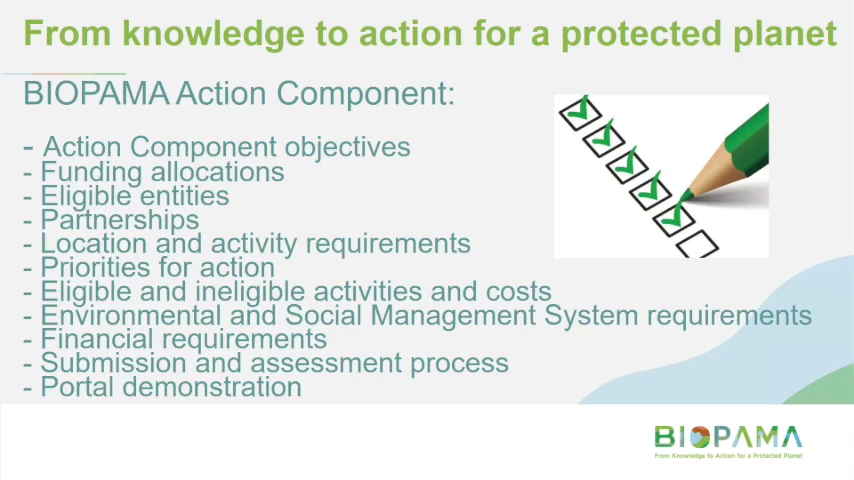 From knowledge to action for a protected planet
BIOPAMA Action Component:
- Action Component objectives
- Funding allocations
- Eligible entities
- Partnerships
- Location and activity requirements
- Priorities for action
- Eligible and ineligible activities and costs
- Environmental and Social Management System requirements
- Financial requirements
- Submission and assessment process
- Portal demonstration
BIOPAMA
From Knowledge to Action for a Protected Planet